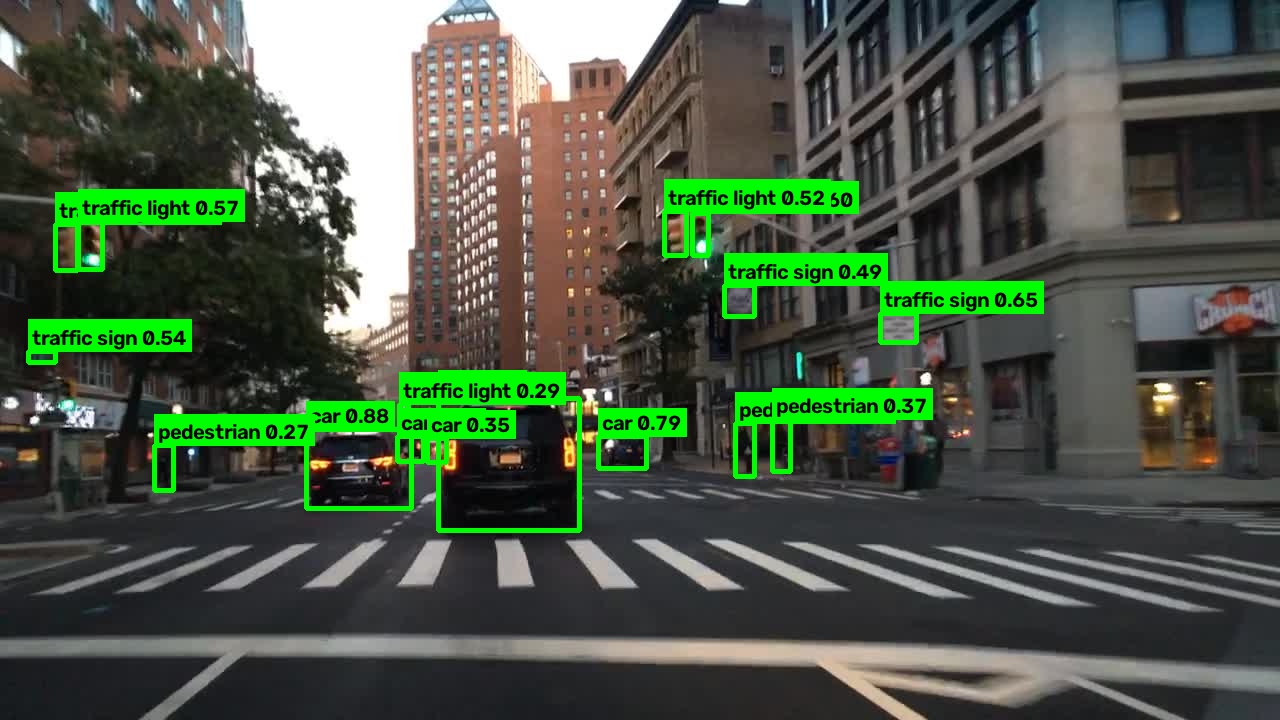 traffic light 0.57
traffic light 0.52
60
traffic sign 0.49
traffic sign 0.65
CRUNCH
traffic sign 0.54
traffic light 0.29
pedestrian 0.37
car 0.88
car 0.35
car 0.79
pedestrian 0.27